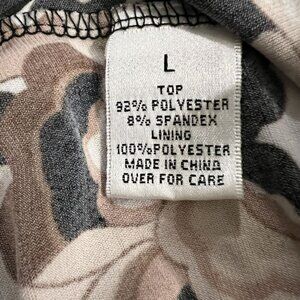 L
TOP
92% POLYESTER
8% SPANDEX
LINING
100%POLYESTER
MADE IN CHINA
OVER FOR CARE